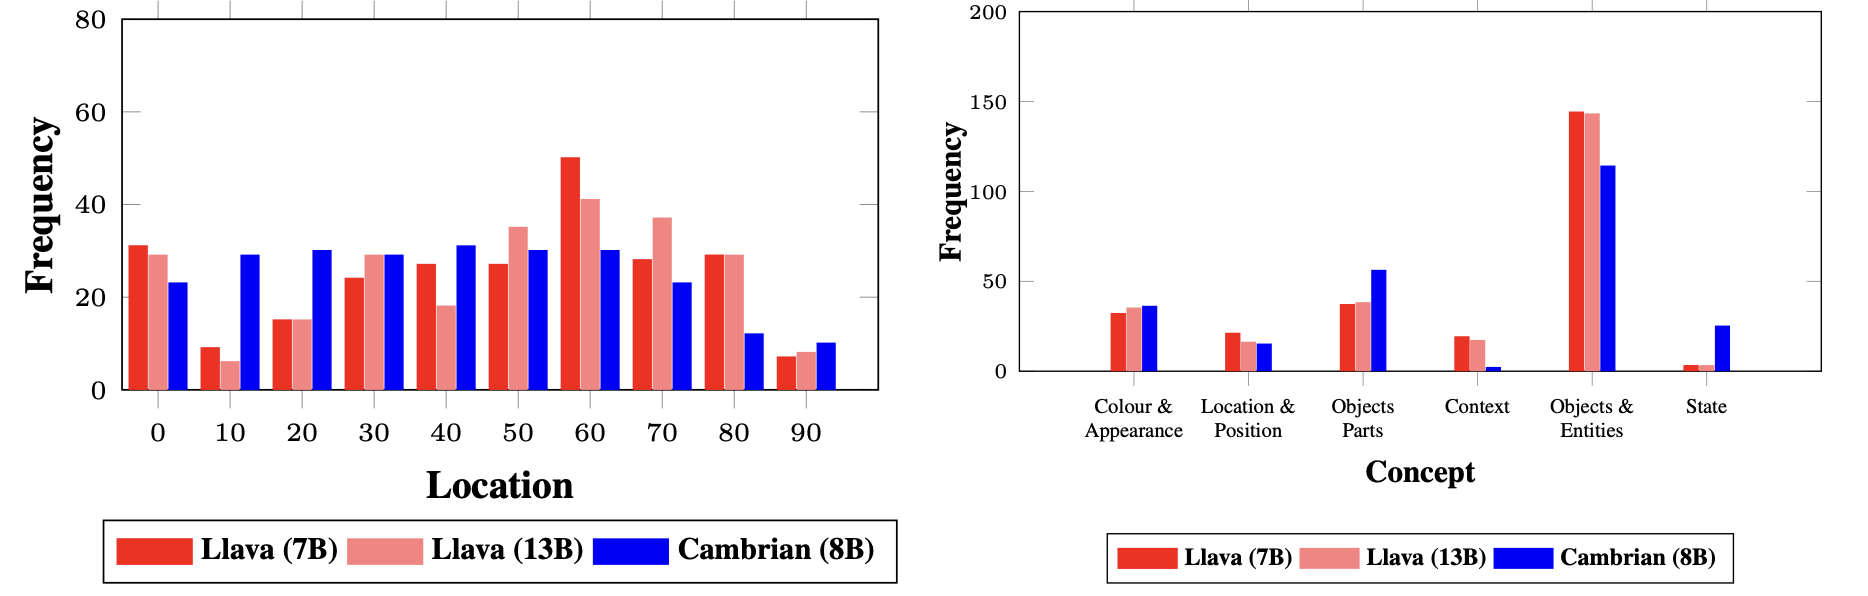 80
60
40
20
0
Frequency
0 10 20 30 40 50 60 70 80 90
Location
Llava (7B) Llava (13B) Cambrian (8B)
200
150
100
50
0
Frequency
Colour & Appearance
Location & Position
Objects Parts
Context
Objects & Entities
State
Concept
Llava (7B) Llava (13B) Cambrian (8B)